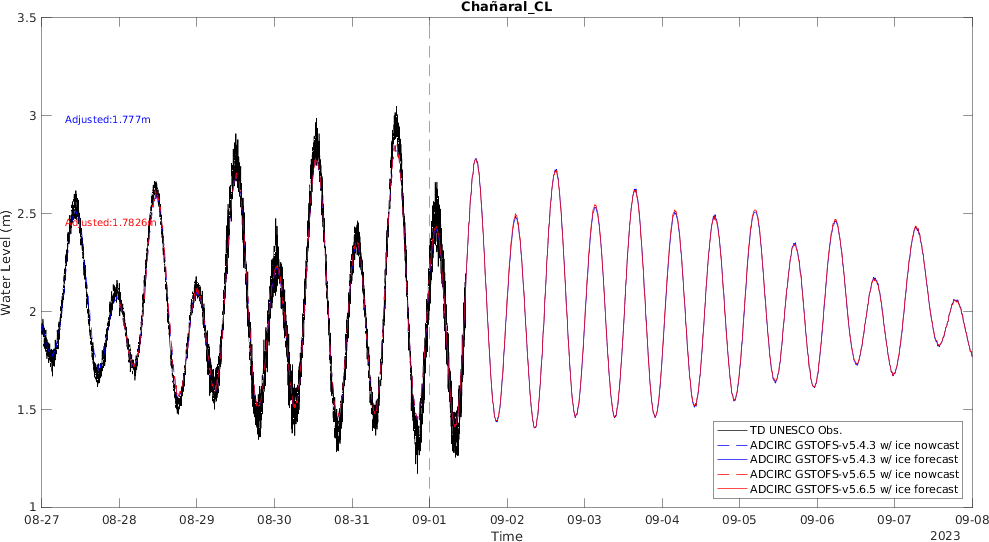 Chañaral_CL
3.5
3
2.5
2
1.5
1
Water Level (m)
Adjusted:1.777m
Adjusted:1.7826m
TD UNESCO Obs.
ADCIRC GSTOFS-v5.4.3 w/ ice nowcast
ADCIRC GSTOFS-v5.4.3 w/ ice forecast
ADCIRC GSTOFS-v5.6.5 w/ ice nowcast
ADCIRC GSTOFS-v5.6.5 w/ ice forecast
08-27 08-28 08-29 08-30 08-31 09-01 09-02 09-03 09-04 09-05 09-06 09-07 09-08
Time
2023